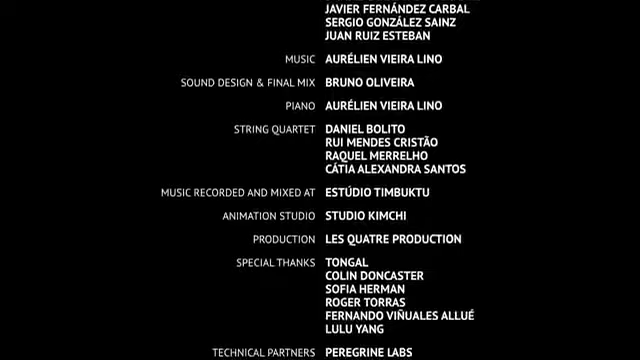 JAVIER FERNÁNDEZ CARBAL
SERGIO GONZÁLEZ SAINZ
JUAN RUIZ ESTEBAN
MUSIC AURÉLIEN VIEIRA LINO
SOUND DESIGN & FINAL MIX BRUNO OLIVEIRA
PIANO AURÉLIEN VIEIRA LINO
STRING QUARTET DANIEL BOLITO
RUI MENDES CRISTÃO
RAQUEL MERRELHO
CÁTIA ALEXANDRA SANTOS
MUSIC RECORDED AND MIXED AT ESTÚDIO TIMBUKTU
ANIMATION STUDIO STUDIO KIMCHI
PRODUCTION LES QUATRE PRODUCTION
SPECIAL THANKS TONGAL
COLIN DONCASTER
SOFIA HERMAN
ROGER TORRAS
FERNANDO VIÑUALES ALLUÉ
LULU YANG
TECHNICAL PARTNERS PEREGRINE LABS